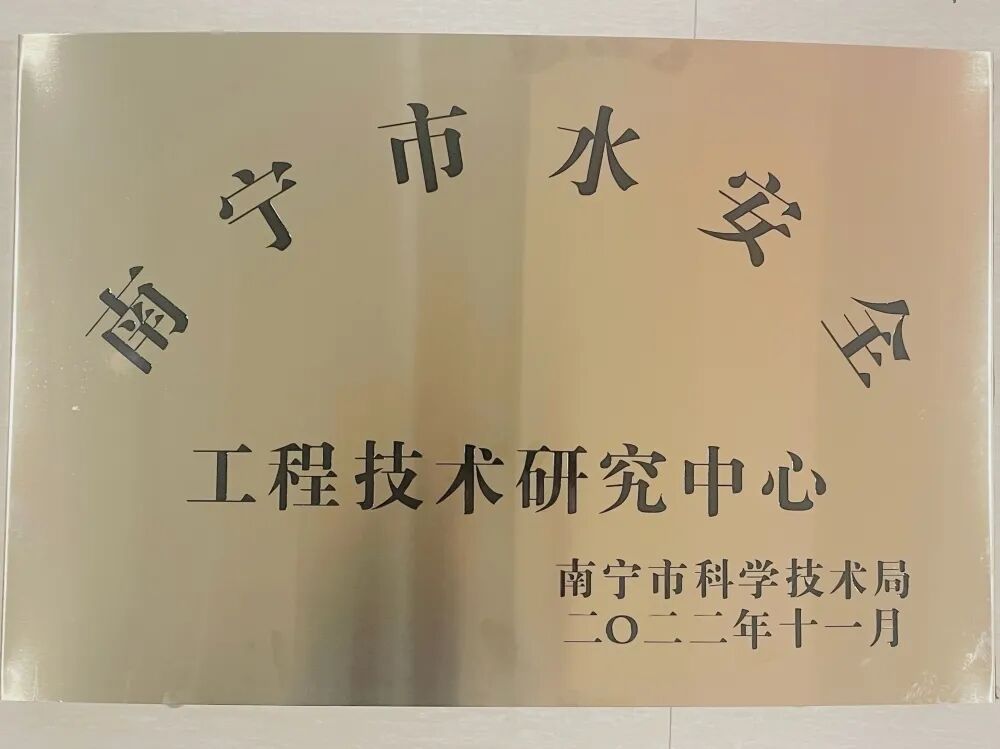 南宁市水安全
工程技术研究中心
南宁市科学技术局
二〇二二年十一月